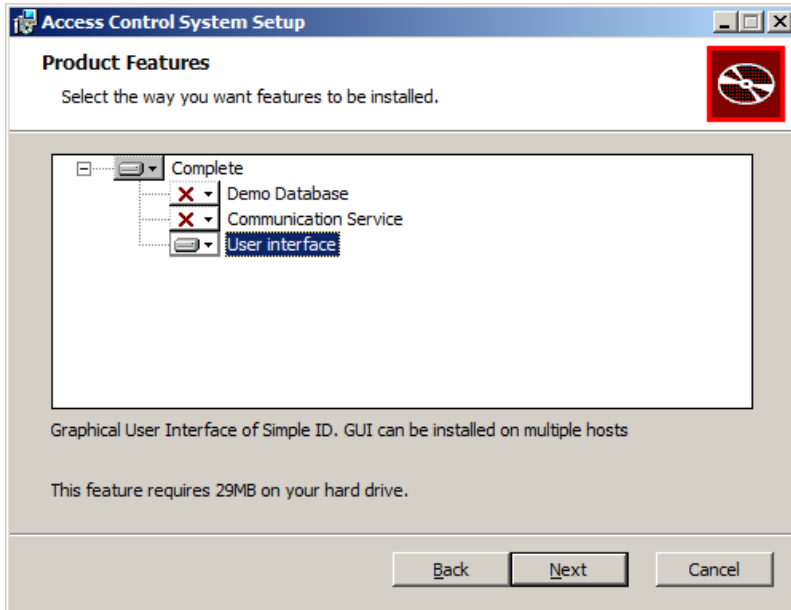 Access Control System Setup
Product Features
Select the way you want features to be installed.
Complete
Demo Database
Communication Service
User interface
Graphical User Interface of Simple ID. GUI can be installed on multiple hosts
This feature requires 29MB on your hard drive.
Back Next Cancel